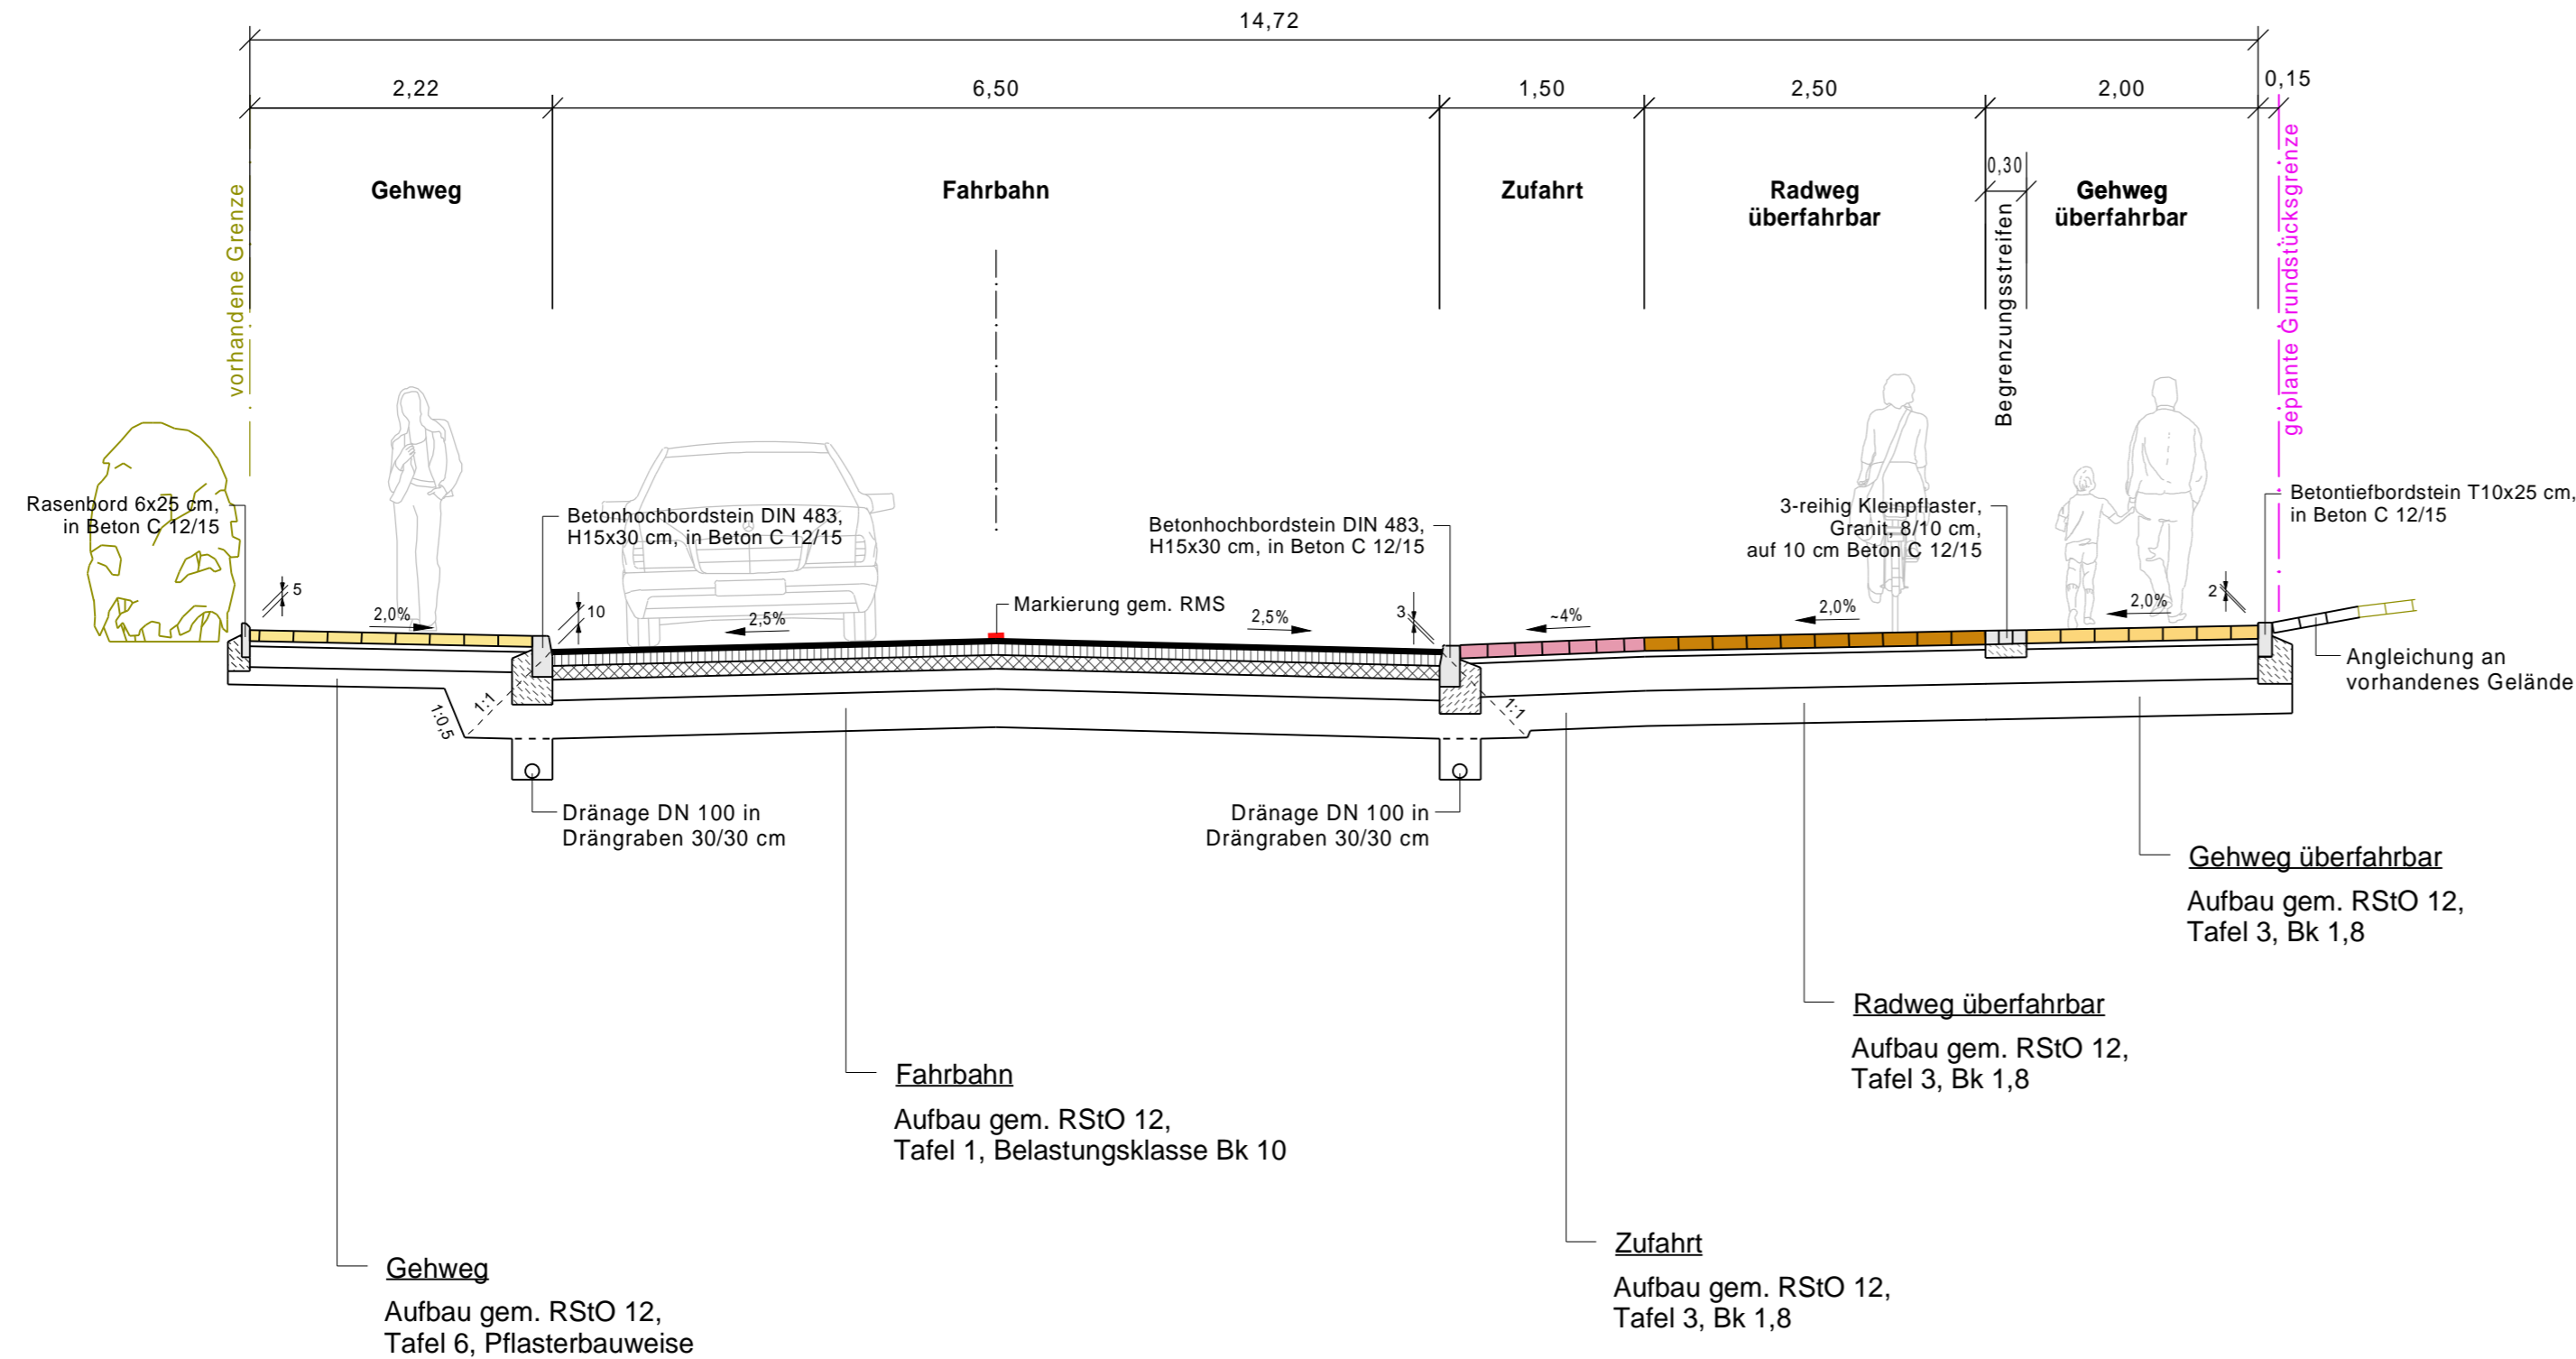 14,72
2,22
6,50
1,50
2,50
2,00
0,15
0,30
Gehweg
Fahrbahn
Zufahrt
Radweg
überfahrbar
Gehweg
überfahrbar
vorhandene Grenze
Begrenzungsstreifen
geplante Grundstücksgrenze
Rasenbord 6x25 cm,
in Beton C 12/15
Betonhochbordstein DIN 483,
H15x30 cm, in Beton C 12/15
Betonhochbordstein DIN 483,
H15x30 cm, in Beton C 12/15
3-reihig Kleinpflaster,
Granit, 8/10 cm,
auf 10 cm Beton C 12/15
Betontiefbordstein T10x25 cm,
in Beton C 12/15
5
2,0%
10
2,5%
Markierung gem. RMS
2,5%
3
~4%
2,0%
2,0%
2
Angleichung an
vorhandenes Gelände
1:0,5
1:1
1:1
Dränage DN 100 in
Drängraben 30/30 cm
Dränage DN 100 in
Drängraben 30/30 cm
Gehweg überfahrbar
Aufbau gem. RStO 12,
Tafel 3, Bk 1,8
Radweg überfahrbar
Aufbau gem. RStO 12,
Tafel 3, Bk 1,8
Fahrbahn
Aufbau gem. RStO 12,
Tafel 1, Belastungsklasse Bk 10
Zufahrt
Aufbau gem. RStO 12,
Tafel 3, Bk 1,8
Gehweg
Aufbau gem. RStO 12,
Tafel 6, Pflasterbauweise